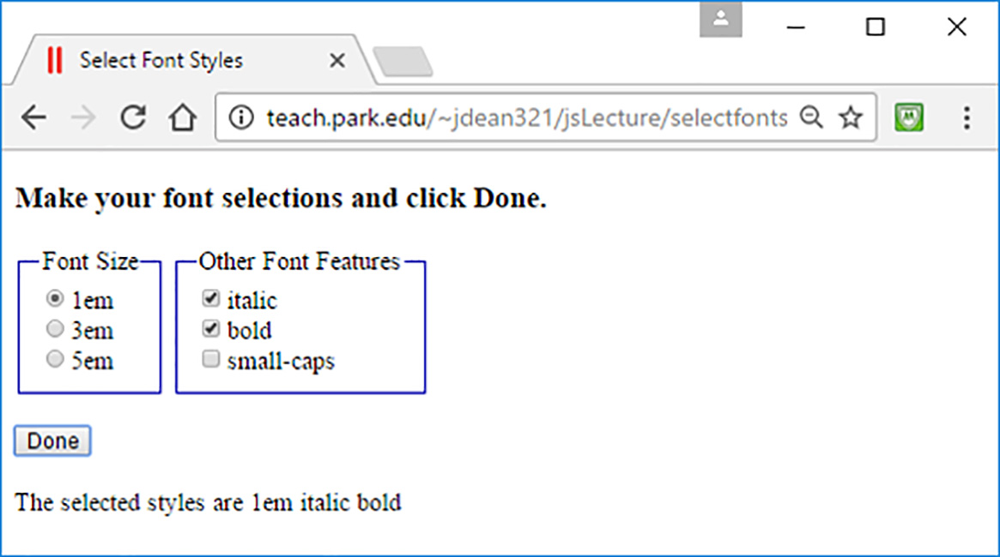 Select Font Styles
teach.park.edu/~jdean321/jsLecture/selectfonts
Make your font selections and click Done.
Font Size
1em
3em
5em
Other Font Features
italic
bold
small-caps
Done
The selected styles are 1em italic bold